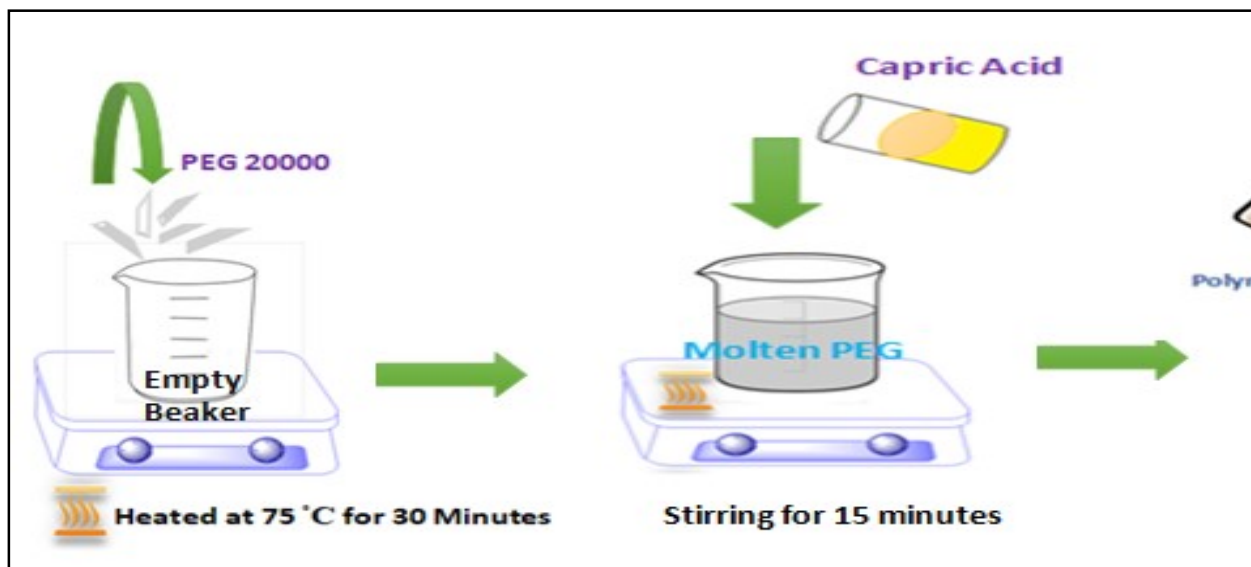 PEG 20000
Empty
Beaker
Heated at 75 °C for 30 Minutes
Capric Acid
Molten PEG
Stirring for 15 minutes